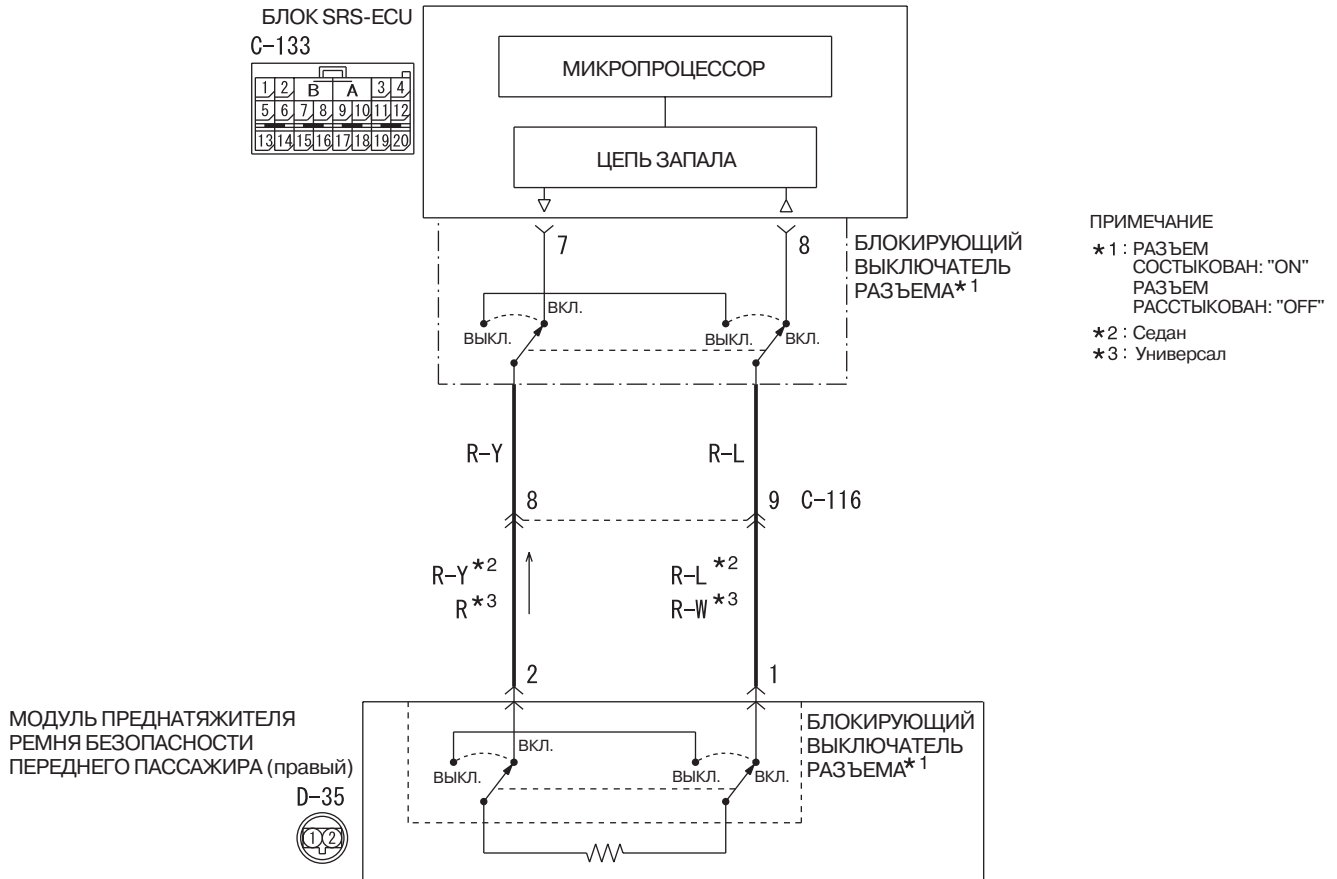 БЛОК SRS-ECU
C-133
1 2 B A 3 4
5 6 7 8 9 10 11 12
13 14 15 16 17 18 19 20
МИКРОПРОЦЕССОР
ЦЕПЬ ЗАПАЛА
7
8
БЛОКИРУЮЩИЙ
ВЫКЛЮЧАТЕЛЬ
РАЗЪЕМА*1
ВКЛ.
ВЫКЛ.
ВЫКЛ.
ВКЛ.
ПРИМЕЧАНИЕ
*1: РАЗЪЕМ
СОСТЫКОВАН: "ON"
РАЗЪЕМ
РАССТЫКОВАН: "OFF"
*2: Седан
*3: Универсал
R-Y
R-L
8
9 C-116
R-Y*2
R*3
R-L*2
R-W*3
2
1
МОДУЛЬ ПРЕДНАТЯЖИТЕЛЯ
РЕМНЯ БЕЗОПАСНОСТИ
ПЕРЕДНЕГО ПАССАЖИРА (правый)
D-35
1 2
БЛОКИРУЮЩИЙ
ВЫКЛЮЧАТЕЛЬ
РАЗЪЕМА*1
ВКЛ.
ВЫКЛ.
ВЫКЛ.
ВКЛ.